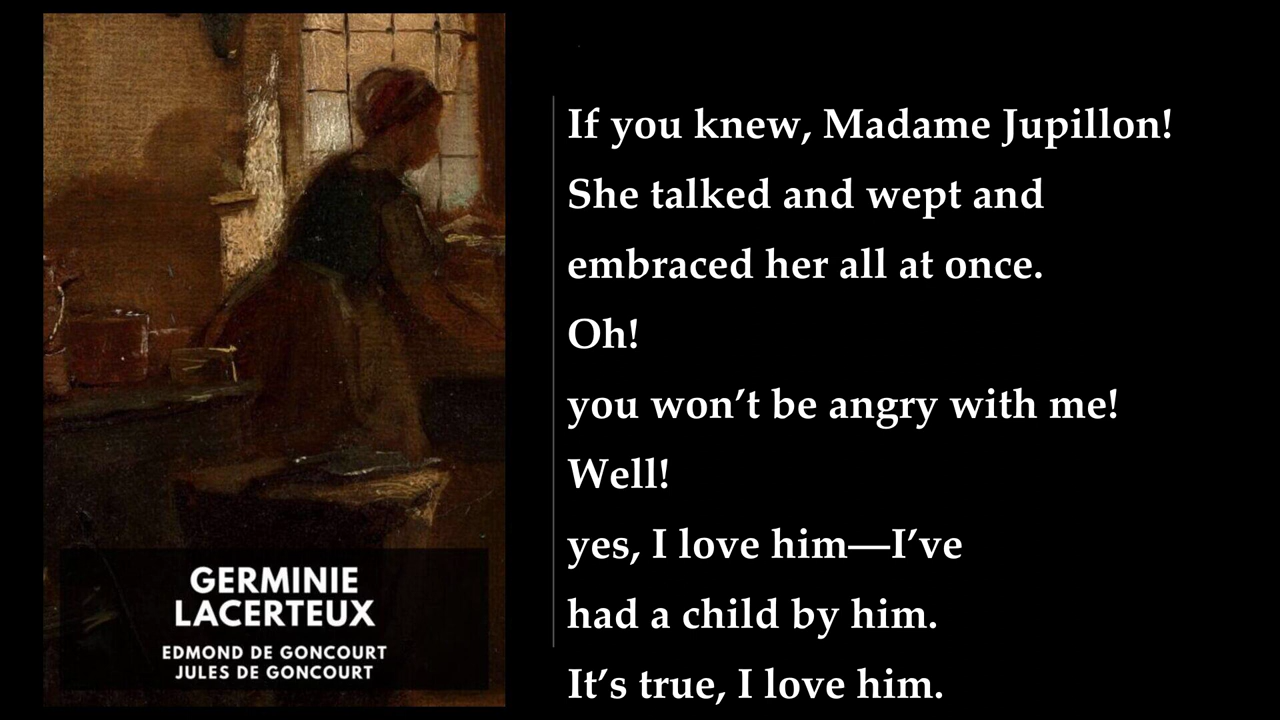 GERMINIE
LACERTEUX
EDMOND DE GONCOURT
JULES DE GONCOURT
If you knew, Madame Jupillon!
She talked and wept and
embraced her all at once.
Oh!
you won’t be angry with me!
Well!
yes, I love him—I’ve
had a child by him.
It’s true, I love him.